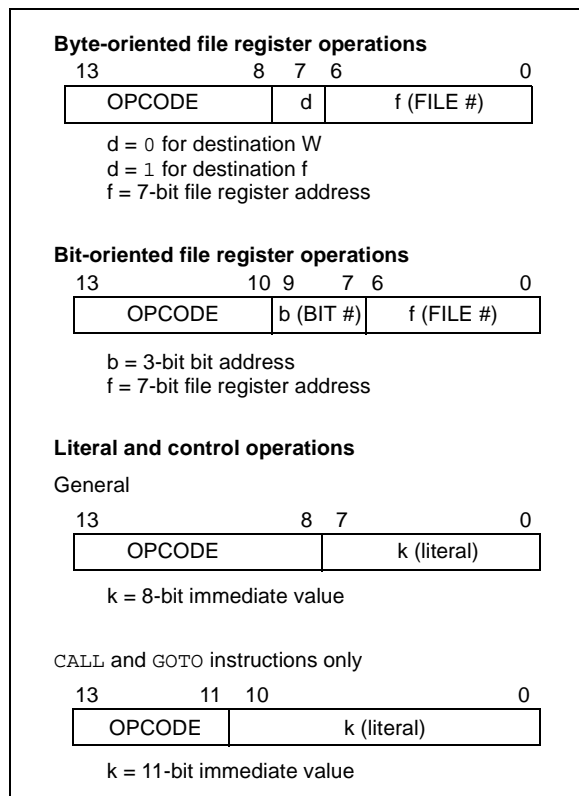 Byte-oriented file register operations
13 8 7 6 0
OPCODE d f (FILE #)
d = 0 for destination W
d = 1 for destination f
f = 7-bit file register address
Bit-oriented file register operations
13 10 9 7 6 0
OPCODE b (BIT #) f (FILE #)
b = 3-bit bit address
f = 7-bit file register address
Literal and control operations
General
13 8 7 0
OPCODE k (literal)
k = 8-bit immediate value
CALL and GOTO instructions only
13 11 10 0
OPCODE k (literal)
k = 11-bit immediate value